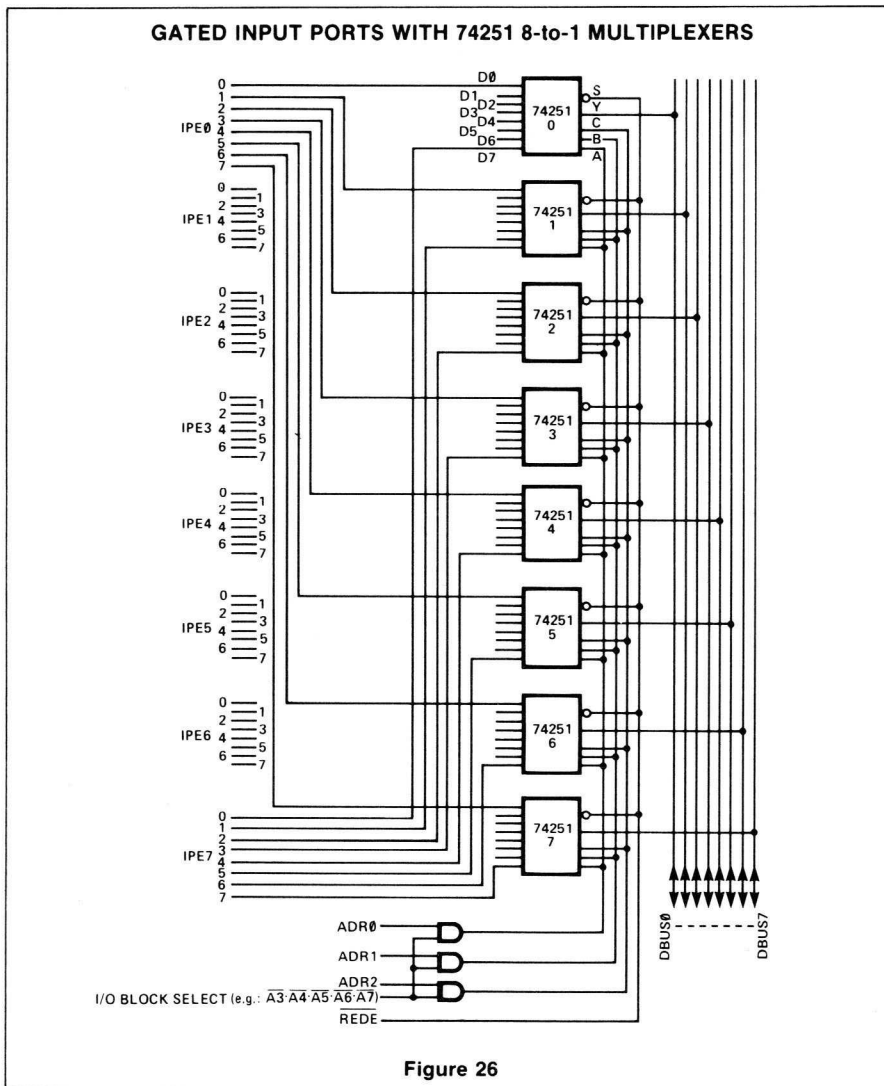 GATED INPUT PORTS WITH 74251 8-to-1 MULTIPLEXERS
IPE0
0
1
2
3
4
5
6
7
D0
D1
D2
D3
D4
D5
D6
D7
74251
0
S
Y
C
B
A
IPE1
0
1
2
3
4
5
6
7
74251
1
IPE2
0
1
2
3
4
5
6
7
74251
2
IPE3
0
1
2
3
4
5
6
7
74251
3
IPE4
0
1
2
3
4
5
6
7
74251
4
IPE5
0
1
2
3
4
5
6
7
74251
5
IPE6
0
1
2
3
4
5
6
7
74251
6
IPE7
0
1
2
3
4
5
6
7
74251
7
DBUS0 - - - - - - - - - - DBUS7
ADR0
ADR1
ADR2
I/O BLOCK SELECT (e.g.: A̅3̅·A̅4̅·A̅5̅·A̅6̅·A̅7̅)
R̅E̅D̅E̅
Figure 26